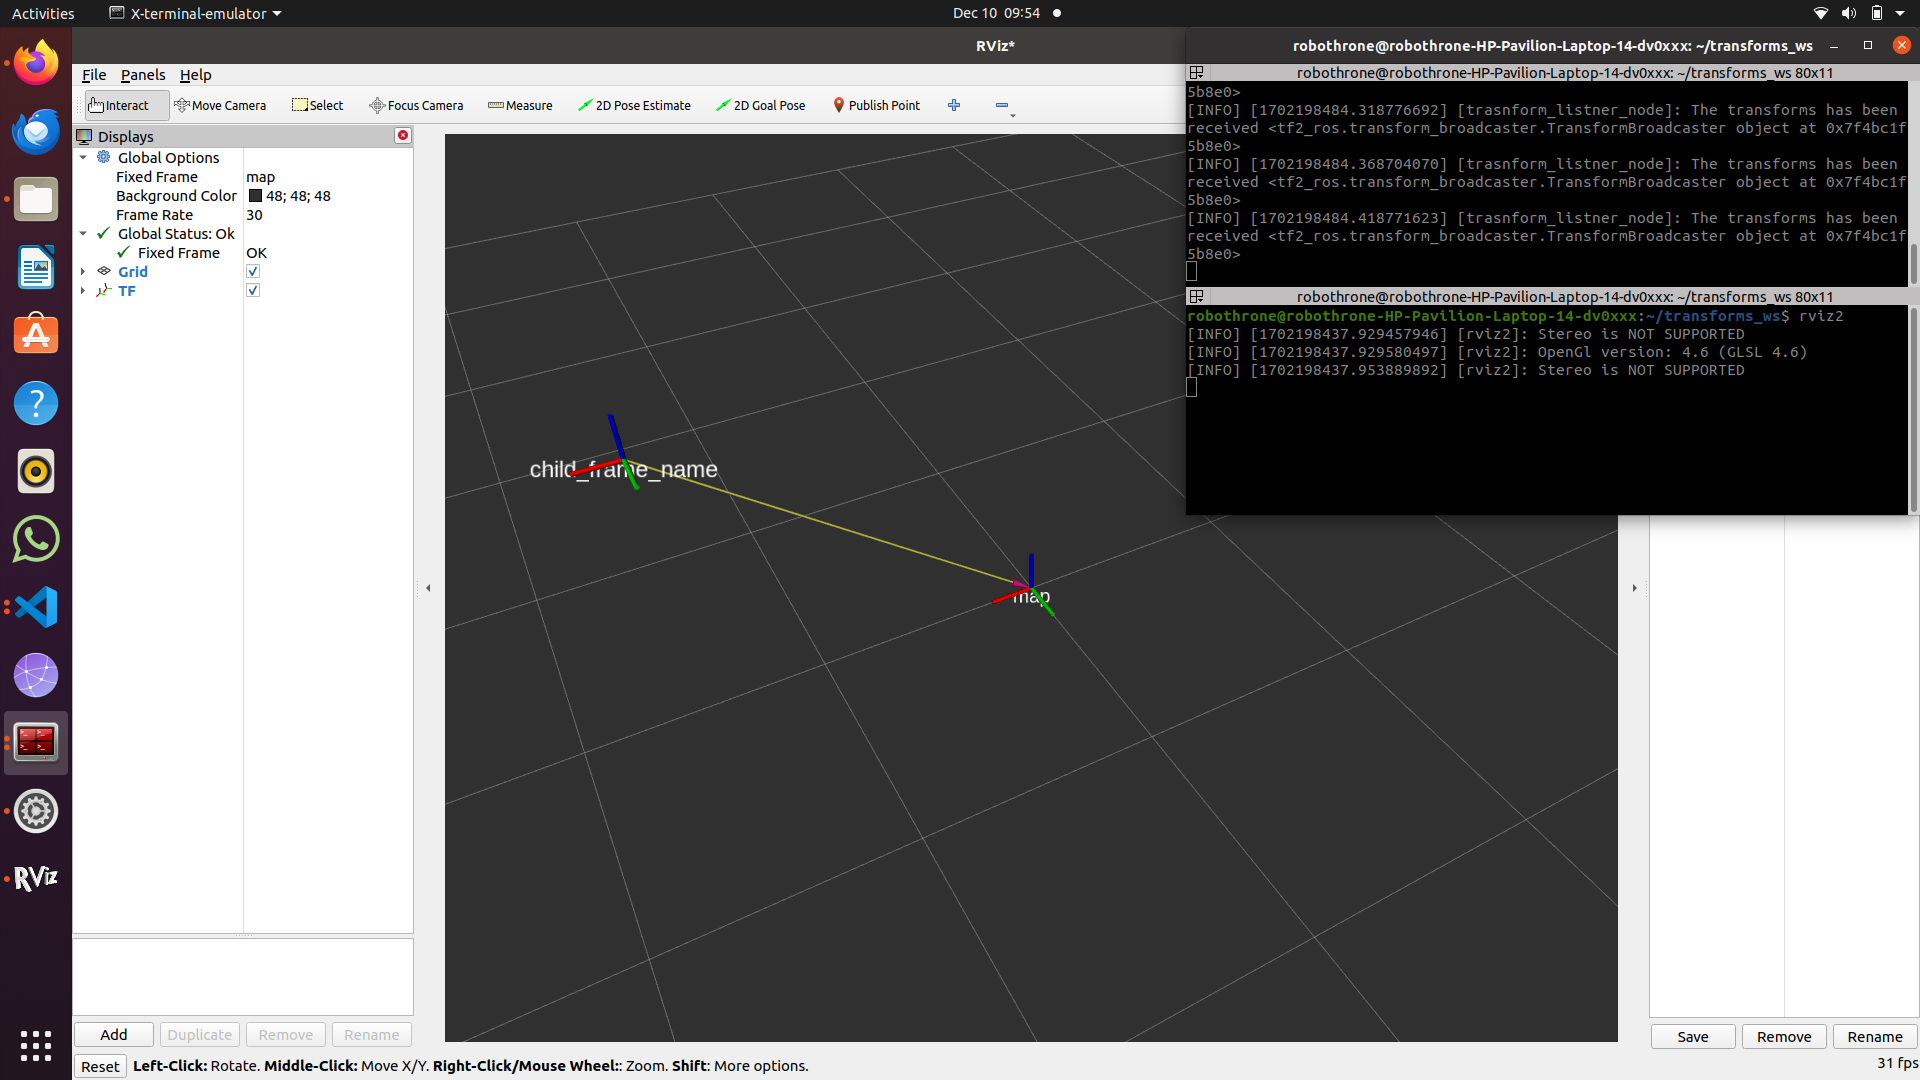 Activities X-terminal-emulator Dec 10 09:54
RViz*
File Panels Help
Interact Move Camera Select Focus Camera Measure 2D Pose Estimate 2D Goal Pose Publish Point
Displays
Global Options
Fixed Frame map
Background Color 48; 48; 48
Frame Rate 30
Global Status: Ok
Fixed Frame OK
Grid
TF
child_frame_name
map
robothrone@robothrone-HP-Pavilion-Laptop-14-dv0xxx: ~/transforms_ws
robothrone@robothrone-HP-Pavilion-Laptop-14-dv0xxx: ~/transforms_ws 80x11
5b8e0>
[INFO] [1702198484.318776692] [trasnform_listner_node]: The transforms has been
received <tf2_ros.transform_broadcaster.TransformBroadcaster object at 0x7f4bc1f
5b8e0>
[INFO] [1702198484.368704070] [trasnform_listner_node]: The transforms has been
received <tf2_ros.transform_broadcaster.TransformBroadcaster object at 0x7f4bc1f
5b8e0>
[INFO] [1702198484.418771623] [trasnform_listner_node]: The transforms has been
received <tf2_ros.transform_broadcaster.TransformBroadcaster object at 0x7f4bc1f
5b8e0>
robothrone@robothrone-HP-Pavilion-Laptop-14-dv0xxx: ~/transforms_ws 80x11
robothrone@robothrone-HP-Pavilion-Laptop-14-dv0xxx:~/transforms_ws$ rviz2
[INFO] [1702198437.929457946] [rviz2]: Stereo is NOT SUPPORTED
[INFO] [1702198437.929580497] [rviz2]: OpenGl version: 4.6 (GLSL 4.6)
[INFO] [1702198437.953889892] [rviz2]: Stereo is NOT SUPPORTED
RViz
Add Duplicate Remove Rename
Save Remove Rename
Reset Left-Click: Rotate. Middle-Click: Move X/Y. Right-Click/Mouse Wheel:: Zoom. Shift: More options.
31 fps